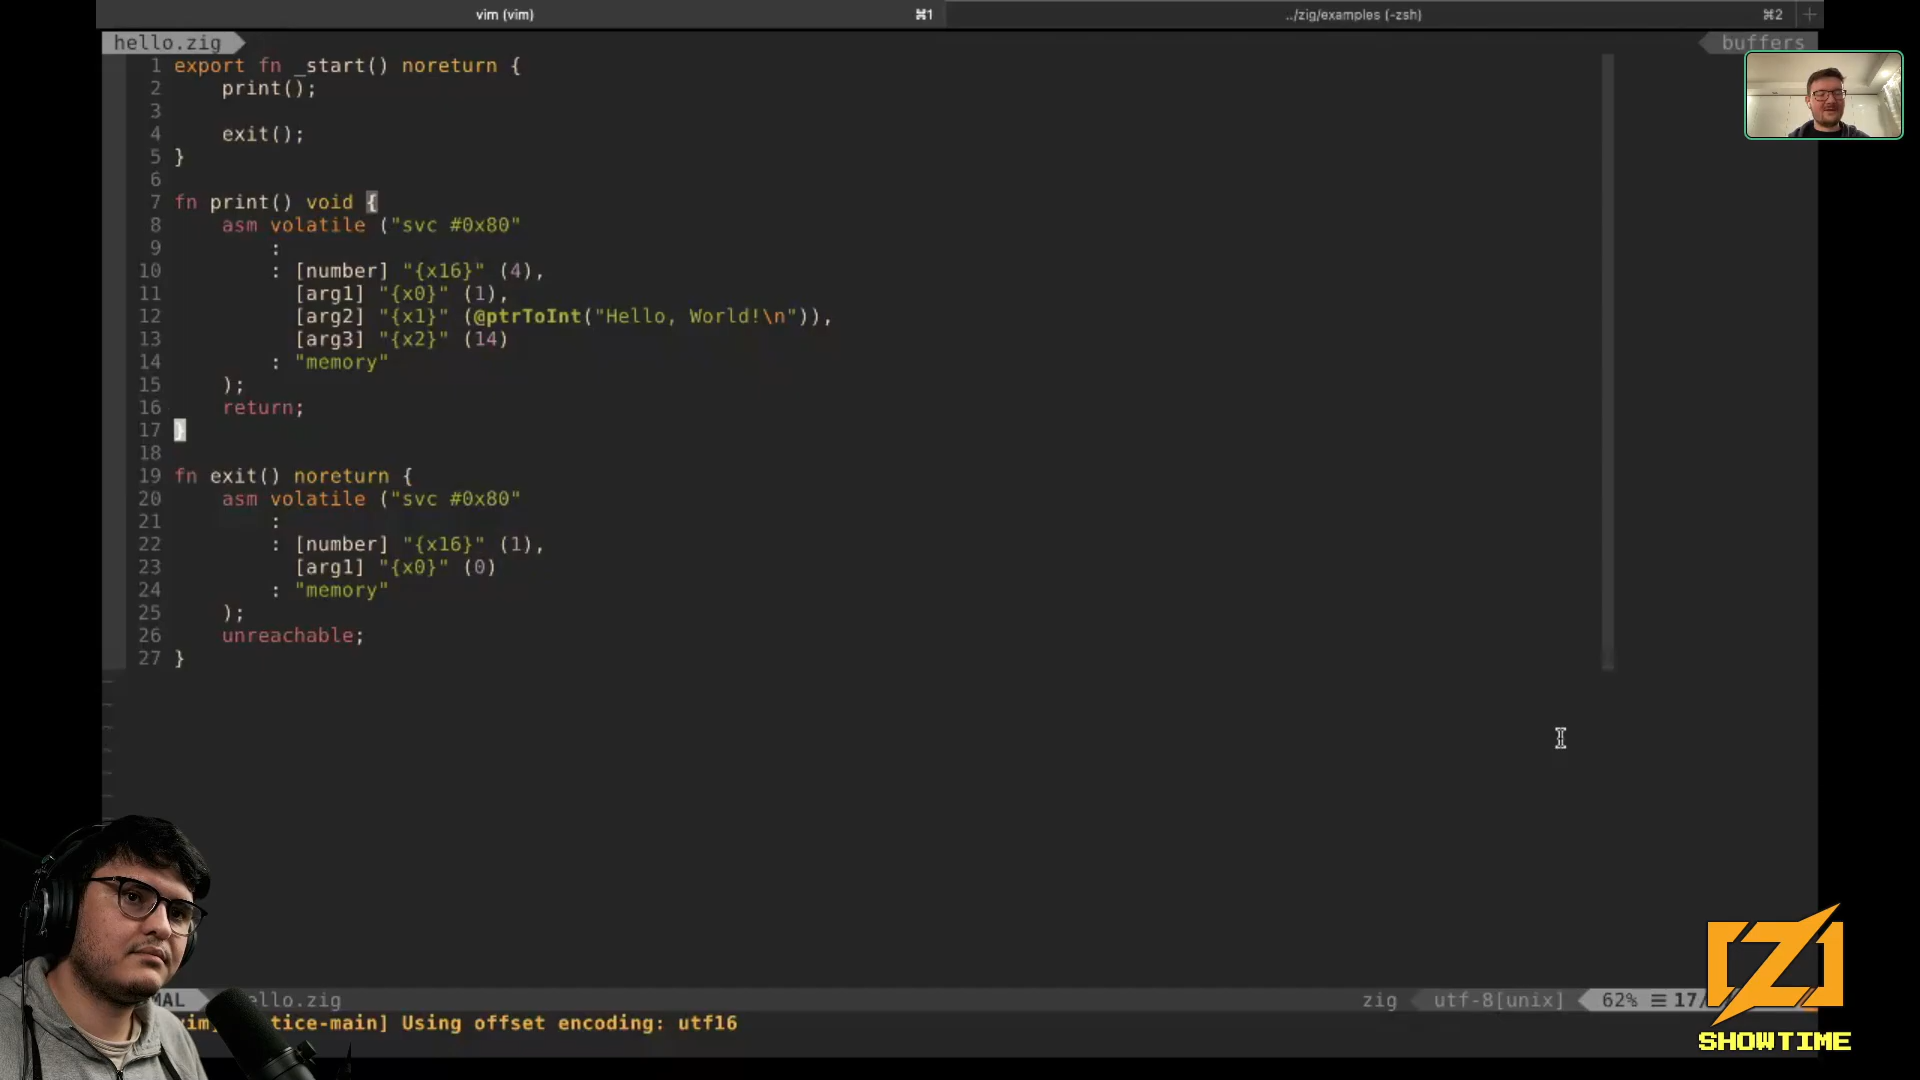 vim (vim) ⌘1 ../zig/examples (-zsh) ⌘2 +
hello.zig buffers
1 export fn _start() noreturn {
2     print();
3
4     exit();
5 }
6
7 fn print() void {
8     asm volatile ("svc #0x80"
9         :
10         : [number] "{x16}" (4),
11           [arg1] "{x0}" (1),
12           [arg2] "{x1}" (@ptrToInt("Hello, World!\n")),
13           [arg3] "{x2}" (14)
14         : "memory"
15     );
16     return;
17 }
18
19 fn exit() noreturn {
20     asm volatile ("svc #0x80"
21         :
22         : [number] "{x16}" (1),
23           [arg1] "{x0}" (0)
24         : "memory"
25     );
26     unreachable;
27 }
~
~
~
~
~
~
MAL ello.zig zig utf-8[unix] 62% ☰ 17/
tice-main] Using offset encoding: utf16
SHOWTIME